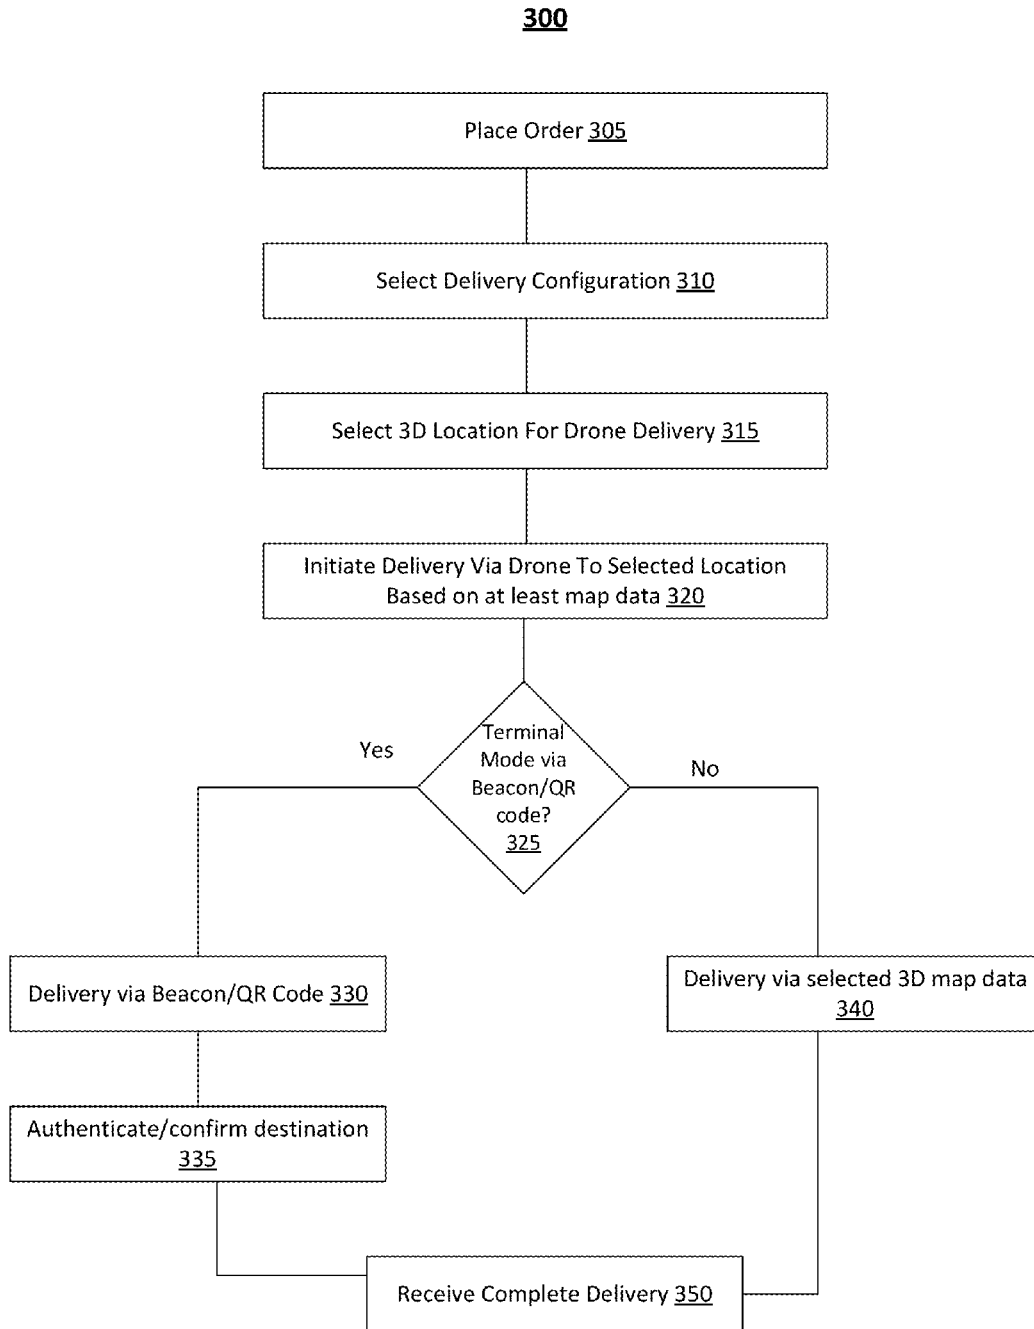 300
Place Order 305
Select Delivery Configuration 310
Select 3D Location For Drone Delivery 315
Initiate Delivery Via Drone To Selected Location
Based on at least map data 320
Terminal
Mode via
Beacon/QR
code?
325
Yes
No
Delivery via Beacon/QR Code 330
Delivery via selected 3D map data
340
Authenticate/confirm destination
335
Receive Complete Delivery 350